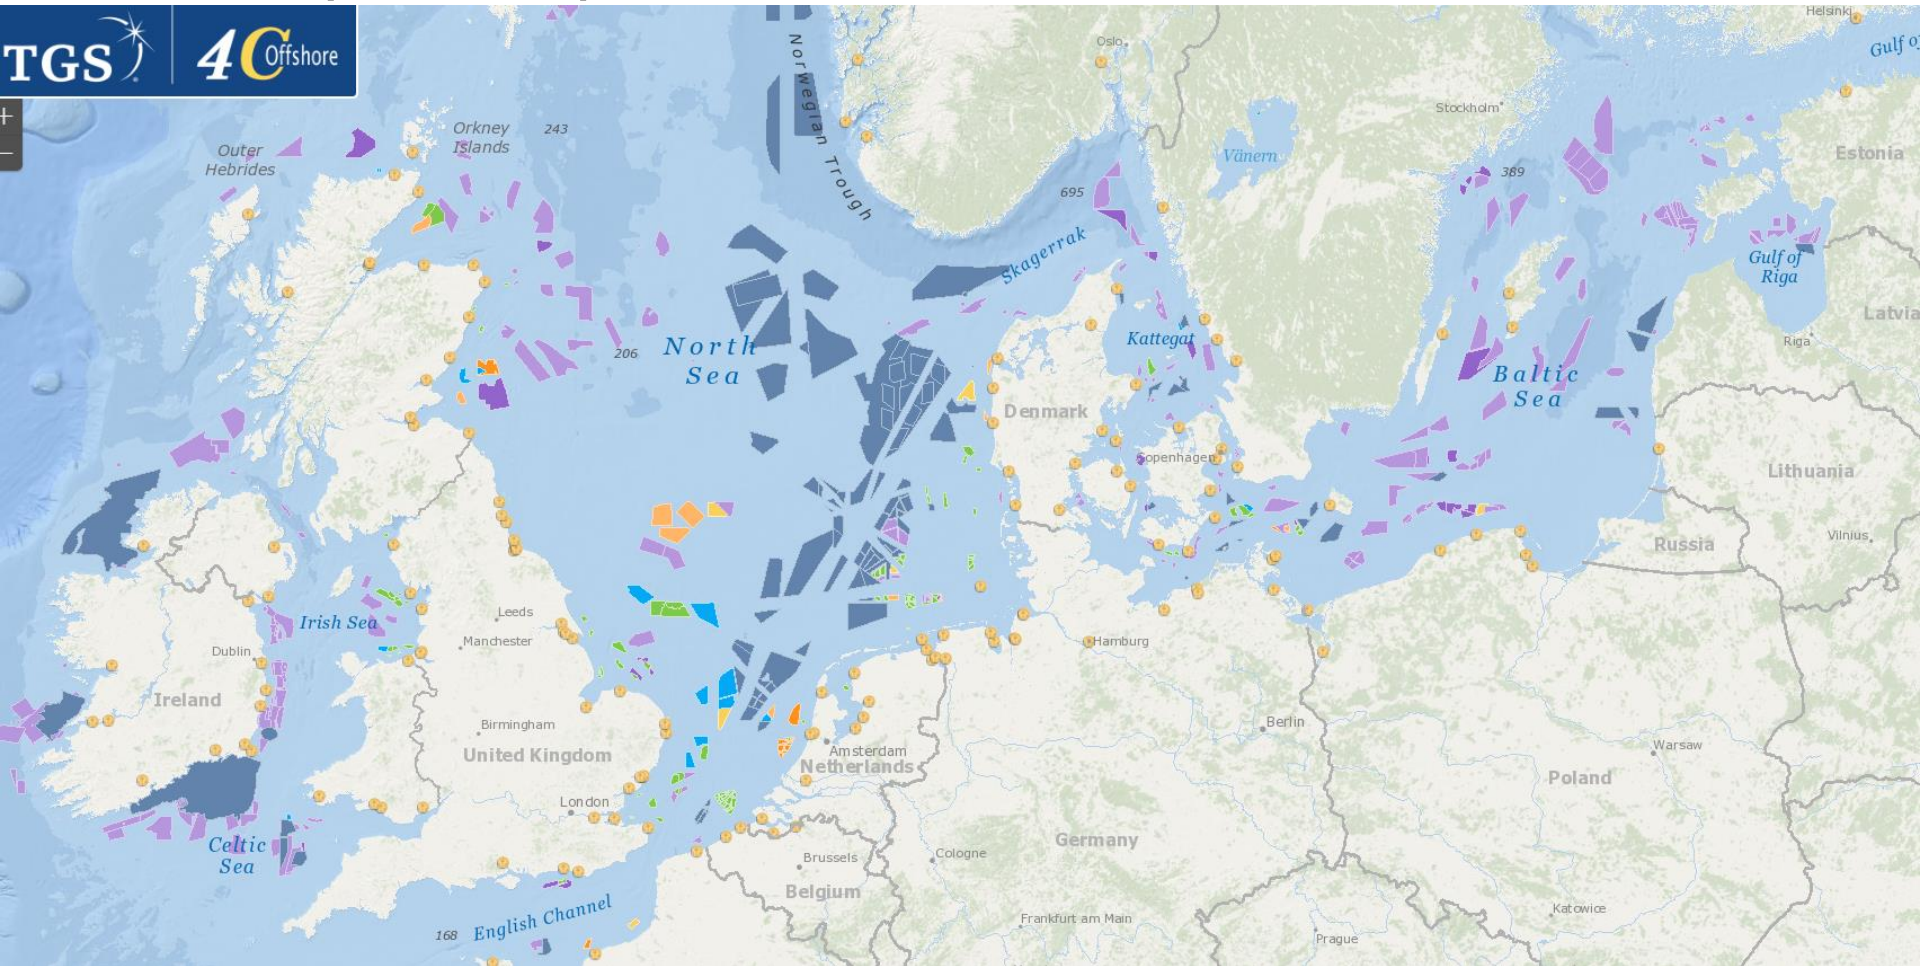 TGS
4C Offshore
+
−
Norwegian Trough
Oslo
Helsinki
Gulf o
Stockholm
Orkney
Islands
243
Outer
Hebrides
Vänern
Estonia
389
695
Skagerrak
Gulf of
Riga
Latvia
Riga
North
Sea
206
Kattegat
Baltic
Sea
Denmark
Copenhagen
Lithuania
Vilnius
Russia
Leeds
Manchester
Irish Sea
Dublin
Hamburg
Ireland
Birmingham
United Kingdom
Berlin
Amsterdam
Netherlands
Warsaw
Poland
London
Celtic
Sea
Germany
Brussels
Cologne
Belgium
English Channel
168
Frankfurt am Main
Katowice
Prague